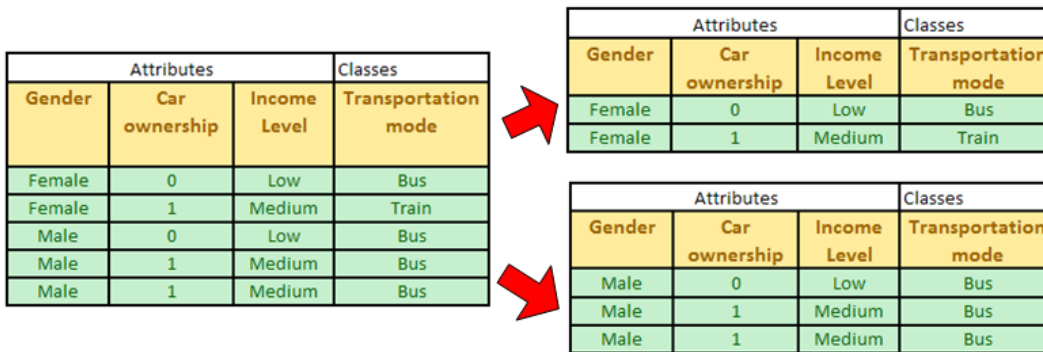 Attributes Classes
Gender Car ownership Income Level Transportation mode
Female 0 Low Bus
Female 1 Medium Train
Male 0 Low Bus
Male 1 Medium Bus
Male 1 Medium Bus
Attributes Classes
Gender Car ownership Income Level Transportation mode
Female 0 Low Bus
Female 1 Medium Train
Attributes Classes
Gender Car ownership Income Level Transportation mode
Male 0 Low Bus
Male 1 Medium Bus
Male 1 Medium Bus